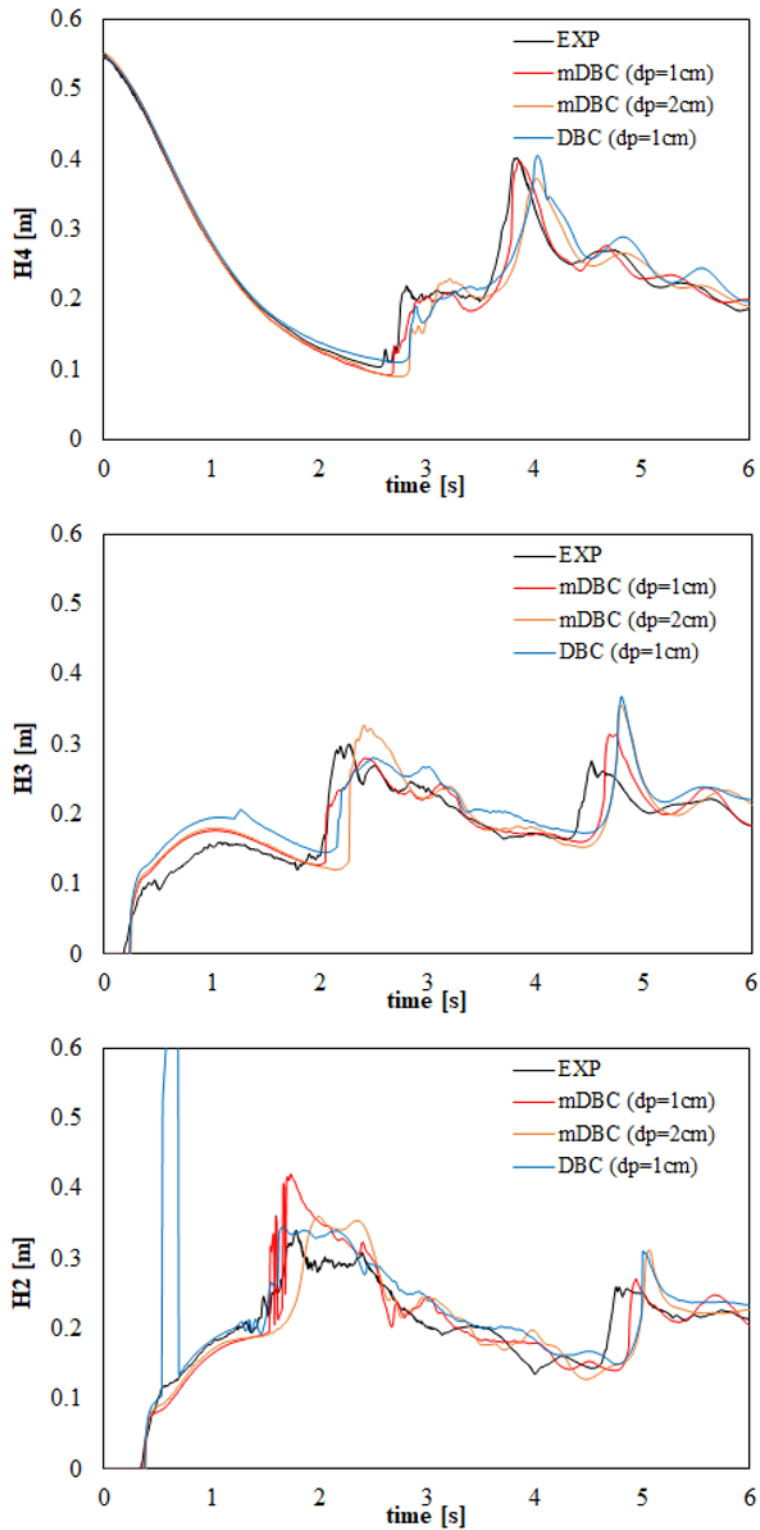 0.6
EXP
mDBC (dp=1cm)
0.5
mDBC (dp=2cm)
DBC (dp=1cm)
0.4
H4 [m]
0.3
0.2
0.1
0
0 1 2 3 4 5 6
time [s]
0.6
EXP
mDBC (dp=1cm)
0.5
mDBC (dp=2cm)
DBC (dp=1cm)
0.4
H3 [m]
0.3
0.2
0.1
0
0 1 2 3 4 5 6
time [s]
0.6
EXP
mDBC (dp=1cm)
0.5
mDBC (dp=2cm)
DBC (dp=1cm)
0.4
H2 [m]
0.3
0.2
0.1
0
0 1 2 3 4 5 6
time [s]